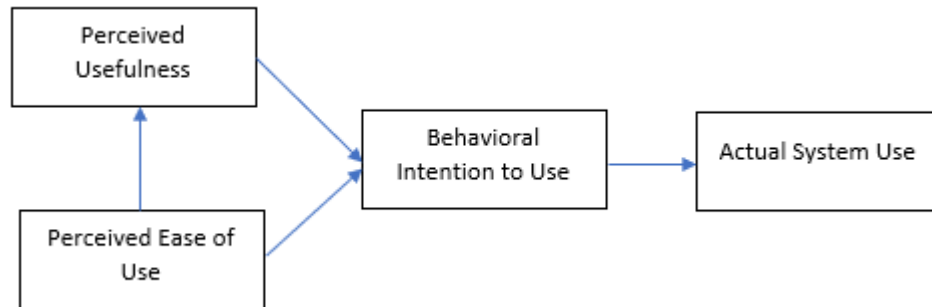 Perceived
Usefulness
Behavioral
Intention to Use
Actual System Use
Perceived Ease of
Use